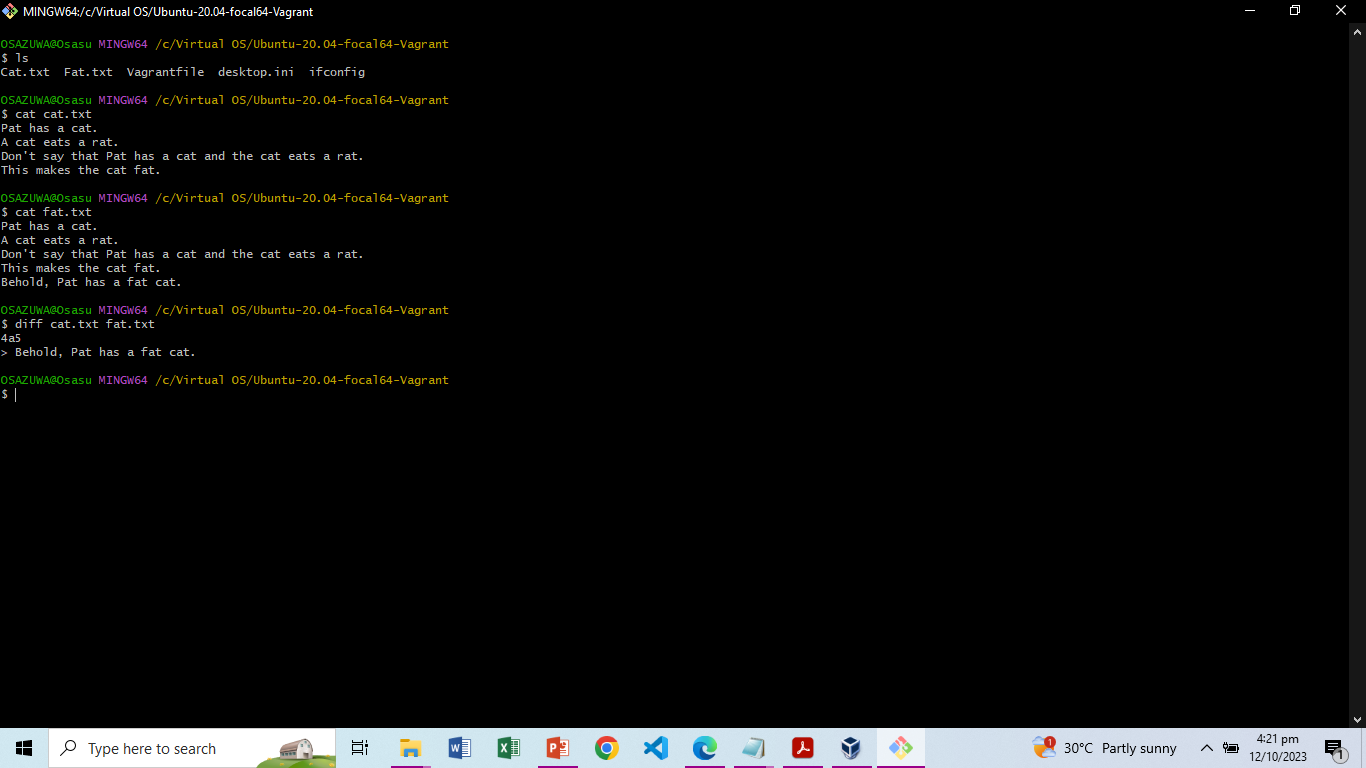 MINGW64:/c/Virtual OS/Ubuntu-20.04-focal64-Vagrant
OSAZUWA@Osasu MINGW64 /c/Virtual OS/Ubuntu-20.04-focal64-Vagrant
$ ls
Cat.txt  Fat.txt  Vagrantfile  desktop.ini  ifconfig
OSAZUWA@Osasu MINGW64 /c/Virtual OS/Ubuntu-20.04-focal64-Vagrant
$ cat cat.txt
Pat has a cat.
A cat eats a rat.
Don't say that Pat has a cat and the cat eats a rat.
This makes the cat fat.
OSAZUWA@Osasu MINGW64 /c/Virtual OS/Ubuntu-20.04-focal64-Vagrant
$ cat fat.txt
Pat has a cat.
A cat eats a rat.
Don't say that Pat has a cat and the cat eats a rat.
This makes the cat fat.
Behold, Pat has a fat cat.
OSAZUWA@Osasu MINGW64 /c/Virtual OS/Ubuntu-20.04-focal64-Vagrant
$ diff cat.txt fat.txt
4a5
> Behold, Pat has a fat cat.
OSAZUWA@Osasu MINGW64 /c/Virtual OS/Ubuntu-20.04-focal64-Vagrant
$
Type here to search
1
30°C Partly sunny
4:21 pm
12/10/2023
1